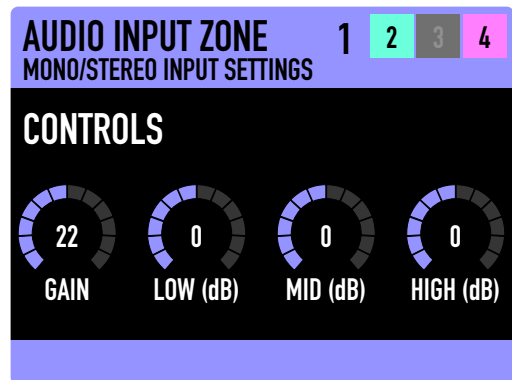 AUDIO INPUT ZONE 1 2 3 4
MONO/STEREO INPUT SETTINGS
CONTROLS
22 0 0 0
GAIN LOW (dB) MID (dB) HIGH (dB)